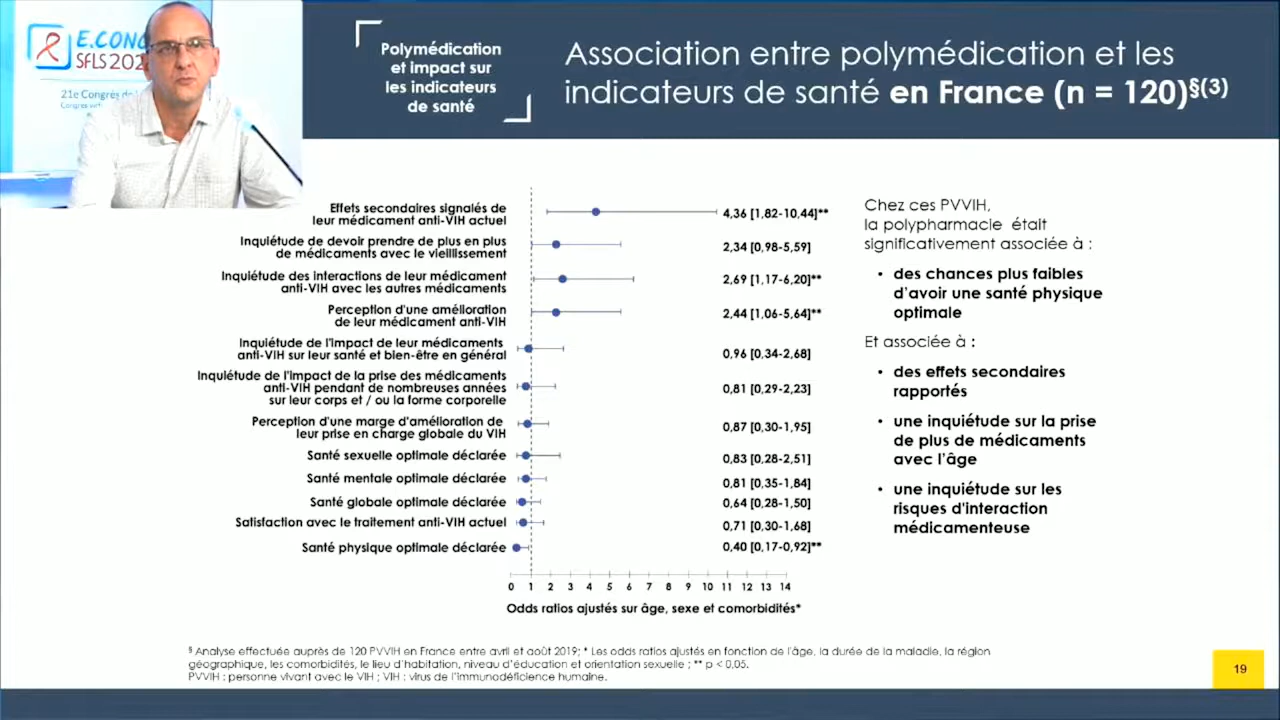 E.CONG
SFLS 202
21e Congrès de l
Congrès virt
Polymédication
et impact sur
les indicateurs
de santé
Association entre polymédication et les
indicateurs de santé en France (n = 120)§(3)
Effets secondaires signalés de
leur médicament anti-VIH actuel
4,36 [1,82-10,44]**
Inquiétude de devoir prendre de plus en plus
de médicaments avec le vieillissement
2,34 [0,98-5,59]
Inquiétude des interactions de leur médicament
anti-VIH avec les autres médicaments
2,69 [1,17-6,20]**
Perception d'une amélioration
de leur médicament anti-VIH
2,44 [1,06-5,64]**
Inquiétude de l'impact de leur médicaments
anti-VIH sur leur santé et bien-être en général
0,96 [0,34-2,68]
Inquiétude de l'impact de la prise des médicaments
anti-VIH pendant de nombreuses années
sur leur corps et / ou la forme corporelle
0,81 [0,29-2,23]
Perception d'une marge d'amélioration de
leur prise en charge globale du VIH
0,87 [0,30-1,95]
Santé sexuelle optimale déclarée
0,83 [0,28-2,51]
Santé mentale optimale déclarée
0,81 [0,35-1,84]
Santé globale optimale déclarée
0,64 [0,28-1,50]
Satisfaction avec le traitement anti-VIH actuel
0,71 [0,30-1,68]
Santé physique optimale déclarée
0,40 [0,17-0,92]**
0 1 2 3 4 5 6 7 8 9 10 11 12 13 14
Odds ratios ajustés sur âge, sexe et comorbidités*
Chez ces PVVIH,
la polypharmacie était
significativement associée à :
• des chances plus faibles
d'avoir une santé physique
optimale
Et associée à :
• des effets secondaires
rapportés
• une inquiétude sur la prise
de plus de médicaments
avec l'âge
• une inquiétude sur les
risques d'interaction
médicamenteuse
§ Analyse effectuée auprès de 120 PVVIH en France entre avril et août 2019; * Les odds ratios ajustés en fonction de l'âge, la durée de la maladie, la région
géographique, les comorbidités, le lieu d'habitation, niveau d'éducation et orientation sexuelle ; ** p < 0,05.
PVVIH : personne vivant avec le VIH ; VIH : virus de l'immunodéficience humaine.
19